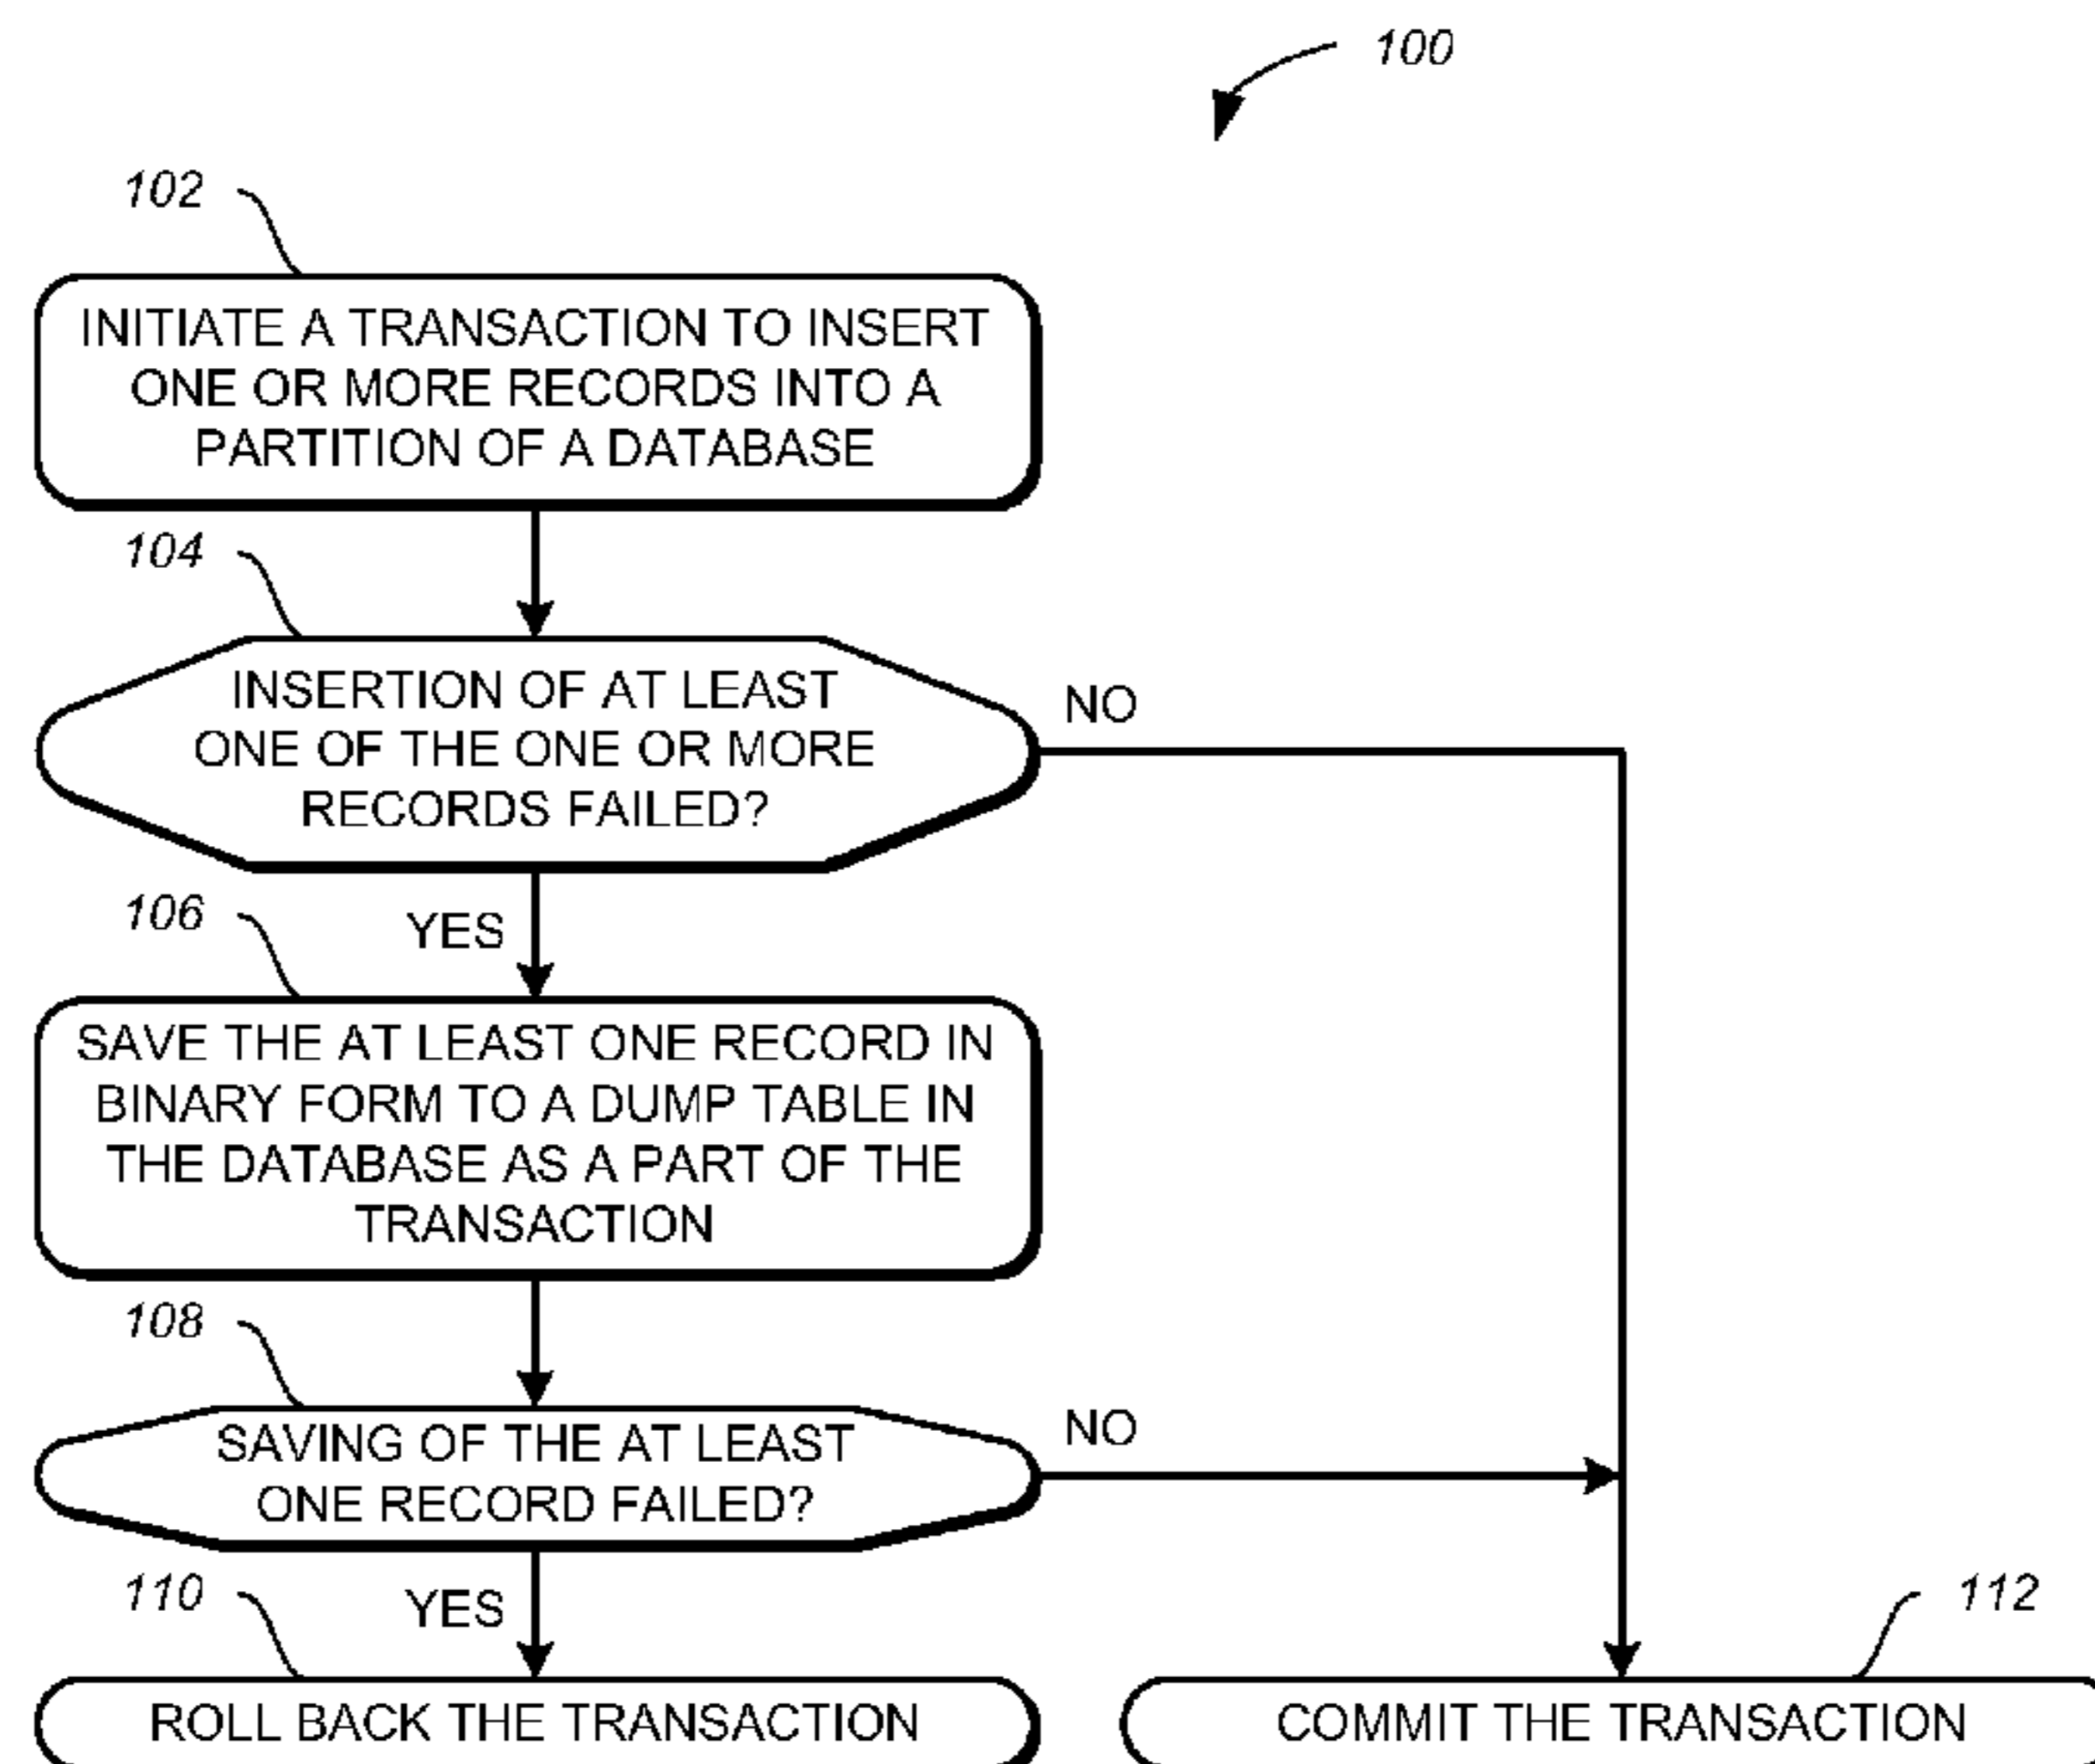 100
102
INITIATE A TRANSACTION TO INSERT
ONE OR MORE RECORDS INTO A
PARTITION OF A DATABASE
104
INSERTION OF AT LEAST
ONE OF THE ONE OR MORE
RECORDS FAILED?
NO
106
YES
SAVE THE AT LEAST ONE RECORD IN
BINARY FORM TO A DUMP TABLE IN
THE DATABASE AS A PART OF THE
TRANSACTION
108
SAVING OF THE AT LEAST
ONE RECORD FAILED?
NO
110
YES
112
ROLL BACK THE TRANSACTION
COMMIT THE TRANSACTION